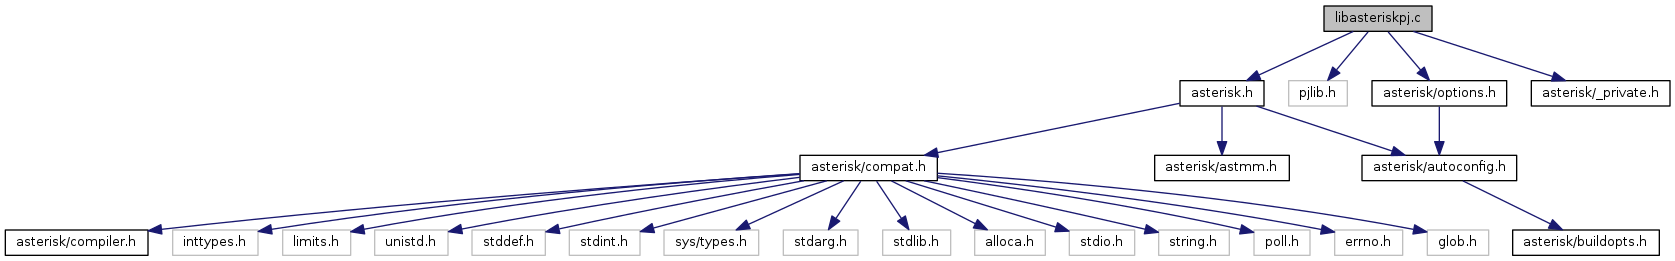 libasteriskpj.c
asterisk.h
pjlib.h
asterisk/options.h
asterisk/_private.h
asterisk/compat.h
asterisk/astmm.h
asterisk/autoconfig.h
asterisk/compiler.h
inttypes.h
limits.h
unistd.h
stddef.h
stdint.h
sys/types.h
stdarg.h
stdlib.h
alloca.h
stdio.h
string.h
poll.h
errno.h
glob.h
asterisk/buildopts.h